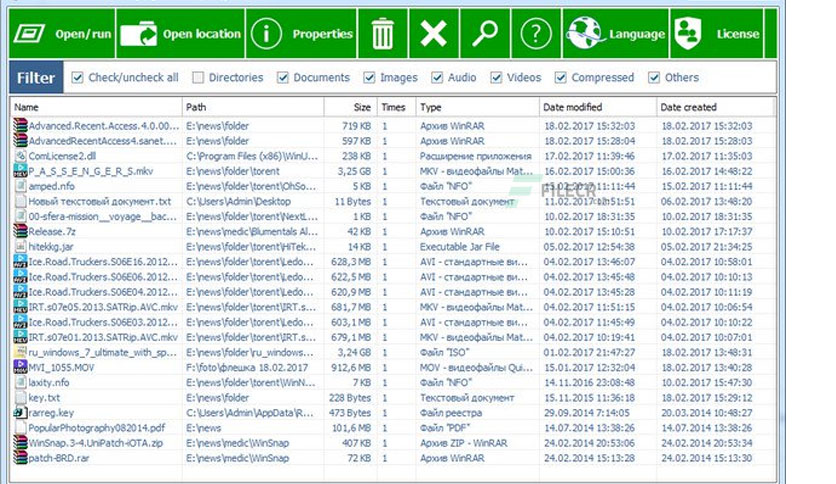 Open/run Open location Properties Language License
Filter Check/uncheck all Directories Documents Images Audio Videos Compressed Others
Name Path Size Times Type Date modified Date created
Advanced.Recent.Access.4.0.00... E:\news\folder 719 KB 1 Архив WinRAR 18.02.2017 15:32:03 18.02.2017 15:32:03
AdvancedRecentAccess4.sanet.... E:\news\folder 597 KB 1 Архив WinRAR 18.02.2017 15:28:04 18.02.2017 15:28:03
ComLicense2.dll C:\Program Files (x86)\WinU... 238 KB 1 Расширение приложения 17.02.2017 11:39:46 17.02.2017 11:35:03
P_A_S_S_E_N_G_E_R_S.mkv E:\news\folder\torent 3,25 GB 1 MKV - видеофайлы Mat... 16.02.2017 15:00:36 16.02.2017 14:48:22
amped.nfo E:\news\folder\torent\OhSo... 5 KB 1 Файл "NFO" 15.02.2017 11:11:44 15.02.2017 11:11:44
FILECR
Новый текстовый документ.txt C:\Users\Admin\Desktop 11 Bytes 1 Текстовый документ 11.02.2017 02:51:51 06.02.2017 13:48:20
00-sfera-mission__voyage__bac... E:\news\folder\torent\NextL... 1 KB 1 Файл "NFO" 10.02.2017 18:31:35 10.02.2017 18:31:35
Release.7z E:\news\medic\Blumentals Al... 42 KB 1 Архив WinRAR 10.02.2017 15:10:51 10.02.2017 17:17:37
hitekkg.jar E:\news\folder\torent\HiTek... 14 KB 1 Executable Jar File 05.02.2017 12:54:38 05.02.2017 21:34:25
Ice.Road.Truckers.S06E16.2012... E:\news\folder\torent\Ledo... 628,3 MB 1 AVI - стандартные ви... 04.02.2017 13:46:07 04.02.2017 10:58:01
Ice.Road.Truckers.S06E06.2012... E:\news\folder\torent\Ledo... 622,5 MB 1 AVI - стандартные ви... 04.02.2017 13:45:48 04.02.2017 10:10:13
Ice.Road.Truckers.S06E04.2012... E:\news\folder\torent\Ledo... 620,9 MB 1 AVI - стандартные ви... 04.02.2017 13:45:28 04.02.2017 10:11:19
IRT.s07e05.2013.SATRip.AVC.mkv E:\news\folder\torent\IRT.s... 681,7 MB 1 MKV - видеофайлы Mat... 04.02.2017 11:51:15 04.02.2017 10:06:54
Ice.Road.Truckers.S06E03.2012... E:\news\folder\torent\Ledo... 603,1 MB 1 AVI - стандартные ви... 04.02.2017 11:45:49 04.02.2017 10:10:22
IRT.s07e01.2013.SATRip.AVC.mkv E:\news\folder\torent\IRT.s... 679,1 MB 1 MKV - видеофайлы Mat... 04.02.2017 10:19:41 04.02.2017 10:07:01
ru_windows_7_ultimate_with_sp... E:\news\folder\ru_windows... 3,24 GB 1 Файл "ISO" 01.02.2017 21:47:27 18.02.2017 13:48:31
MVI_1055.MOV F:\foto\флешка 18.02.2017 912,6 MB 1 MOV - видеофайлы Qui... 15.01.2017 12:32:04 18.02.2017 13:40:28
laxity.nfo E:\news\folder\torent\WinN... 7 KB 1 Файл "NFO" 14.11.2016 23:08:48 10.02.2017 15:47:30
key.txt E:\news\folder 228 Bytes 1 Текстовый документ 15.11.2015 11:36:18 18.02.2017 15:29:12
rarreg.key C:\Users\Admin\AppData\R... 473 Bytes 1 Файл реестра 29.09.2014 7:14:05 20.03.2014 10:48:27
PopularPhotography082014.pdf E:\news 101,6 MB 1 Файл "PDF" 14.07.2014 13:38:26 14.07.2014 13:38:26
WinSnap.3-4.UniPatch-iOTA.zip E:\news\medic\WinSnap 407 KB 1 Архив ZIP - WinRAR 24.02.2014 20:53:06 24.02.2014 20:53:34
patch-BRD.rar E:\news\medic\WinSnap 72 KB 1 Архив WinRAR 24.02.2014 15:13:28 24.02.2014 15:13:30